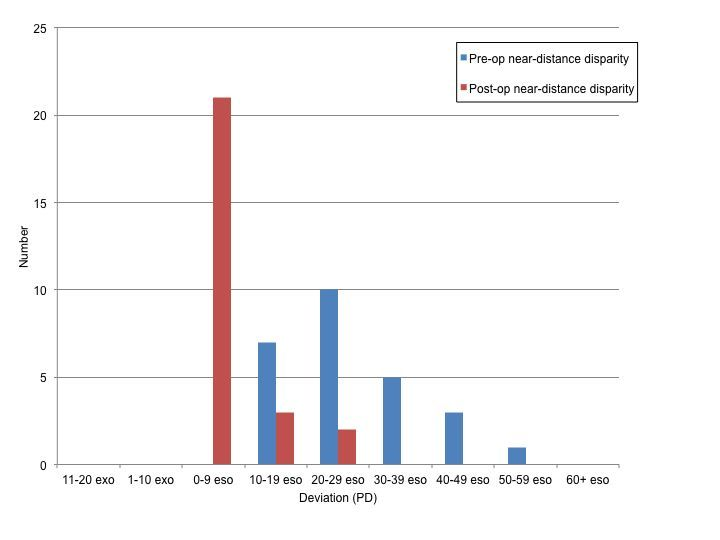 25
20
15
10
5
0
Number
Pre-op near-distance disparity
Post-op near-distance disparity
11-20 exo 1-10 exo 0-9 eso 10-19 eso 20-29 eso 30-39 eso 40-49 eso 50-59 eso 60+ eso
Deviation (PD)